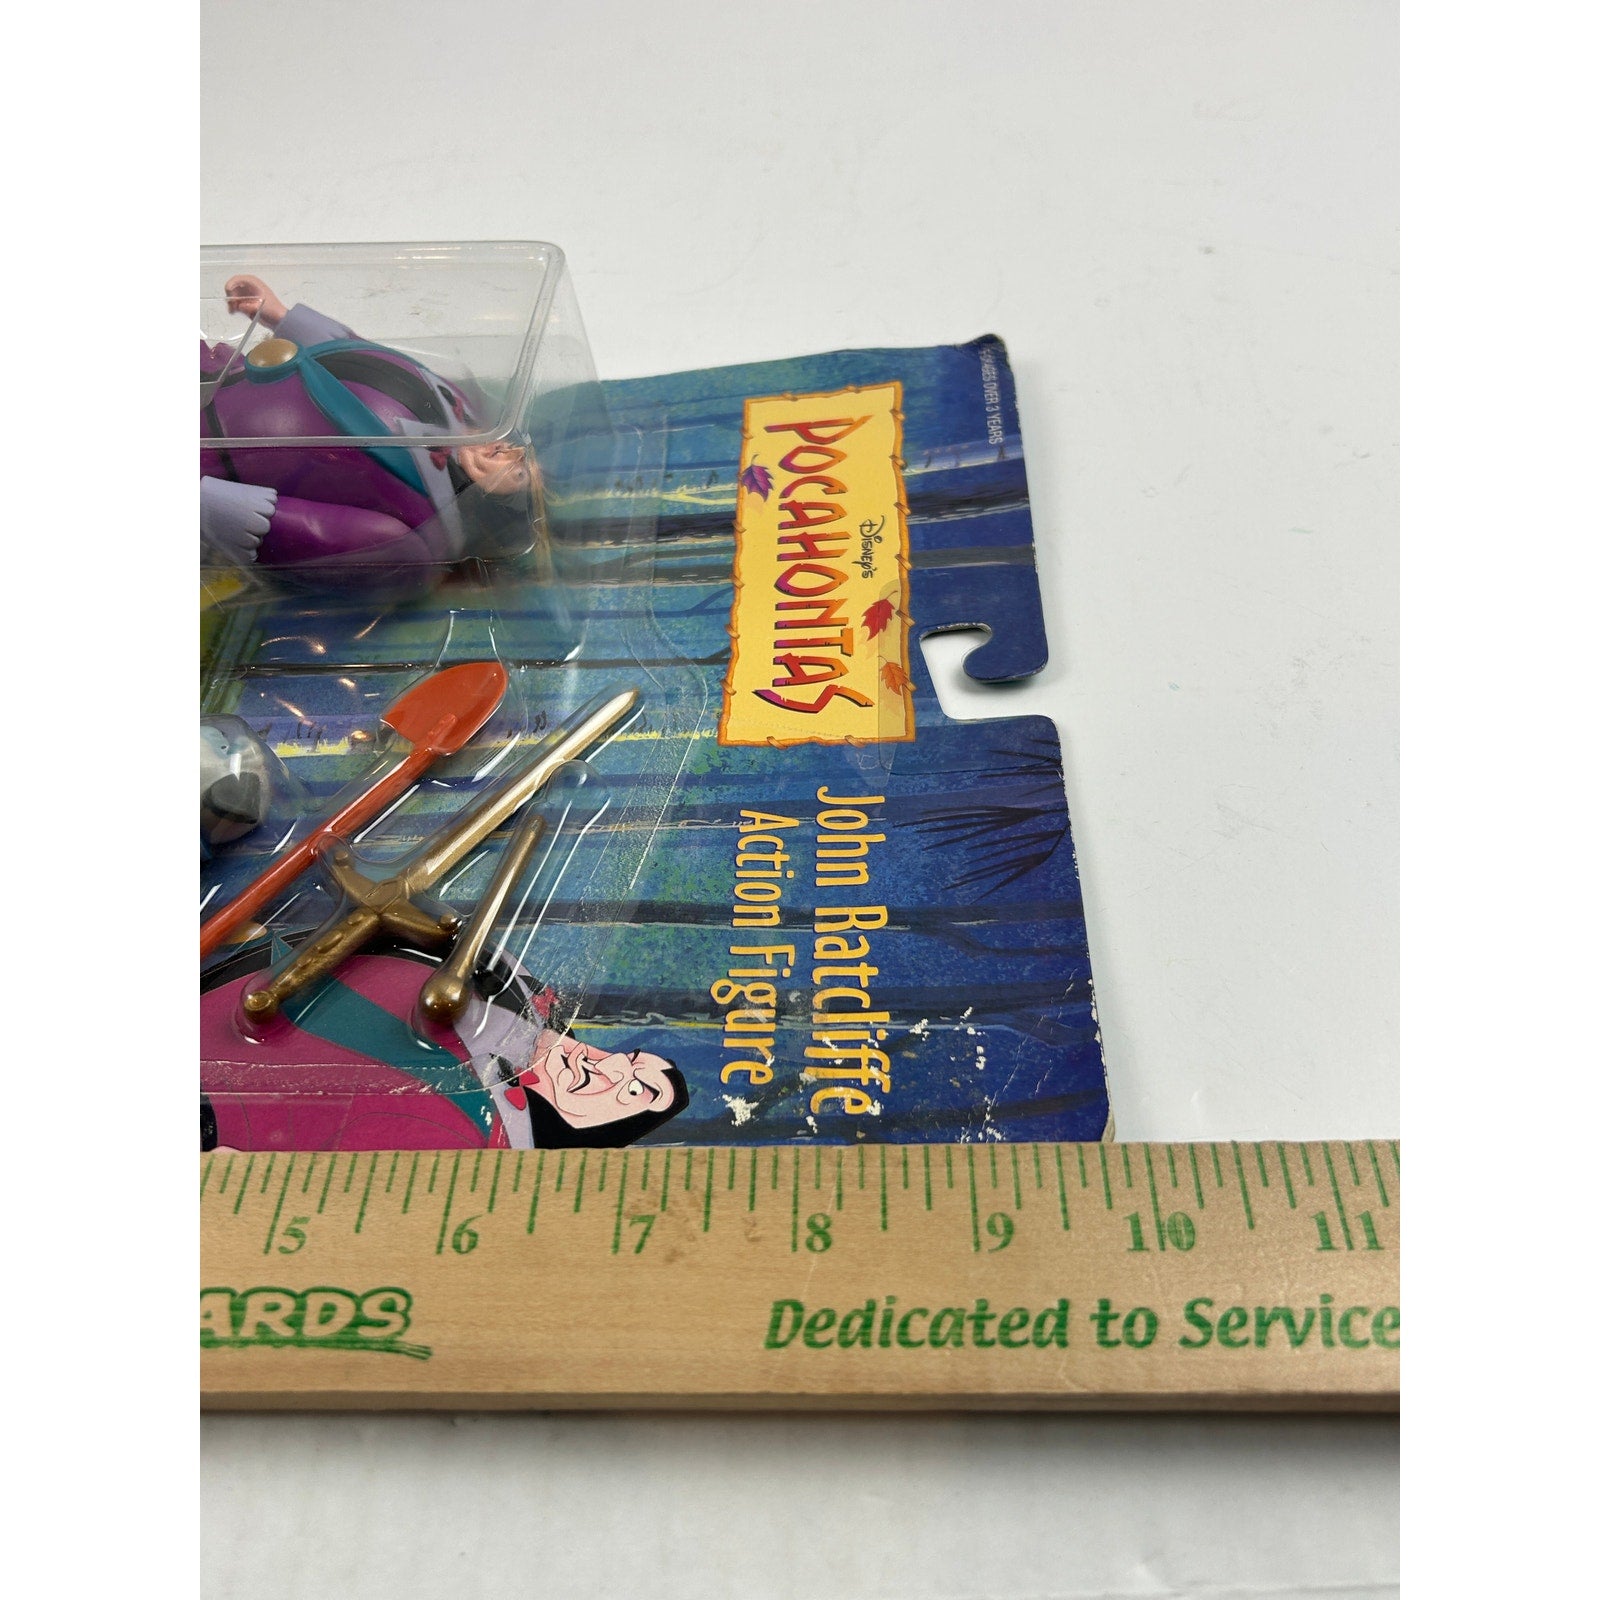 FOR AGES OVER 3 YEARS
Disney's
POCAHONTAS
John Ratcliffe
Action Figure
5 6 7 8 9 10 11
ARDS
Dedicated to Service